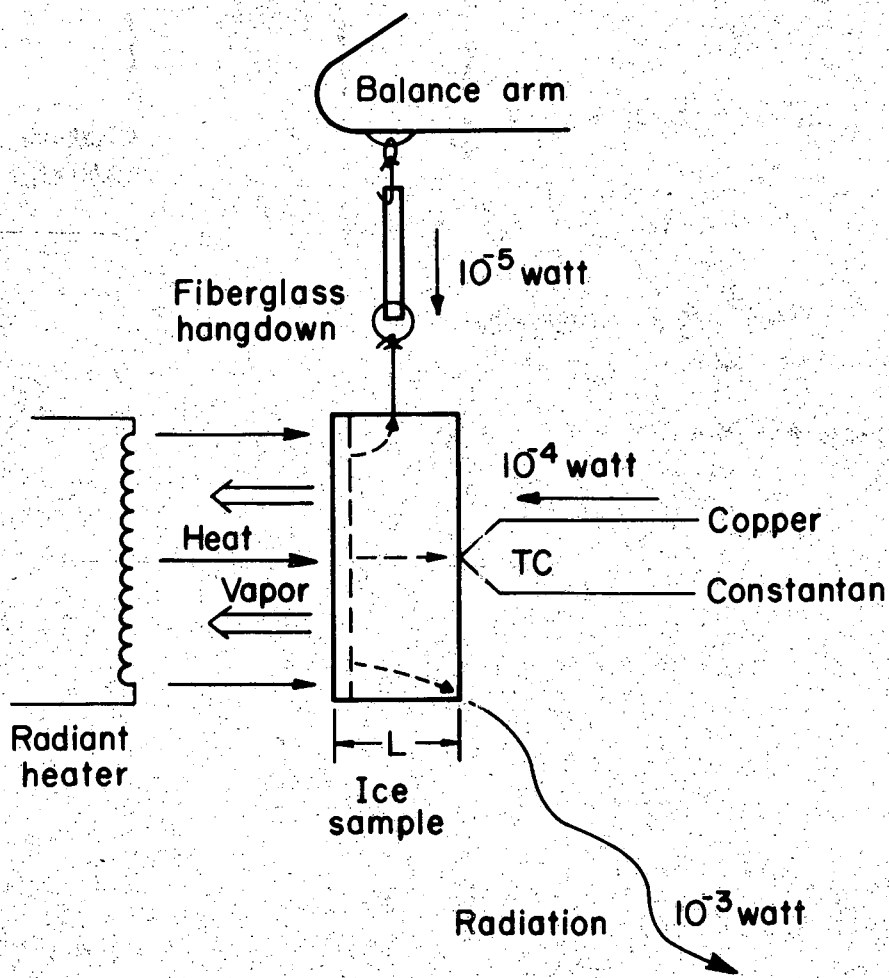 Balance arm
10⁻⁵ watt
Fiberglass
hangdown
10⁻⁴ watt
Copper
Heat
TC
Vapor
Constantan
Radiant
heater
L
Ice
sample
Radiation
10⁻³ watt